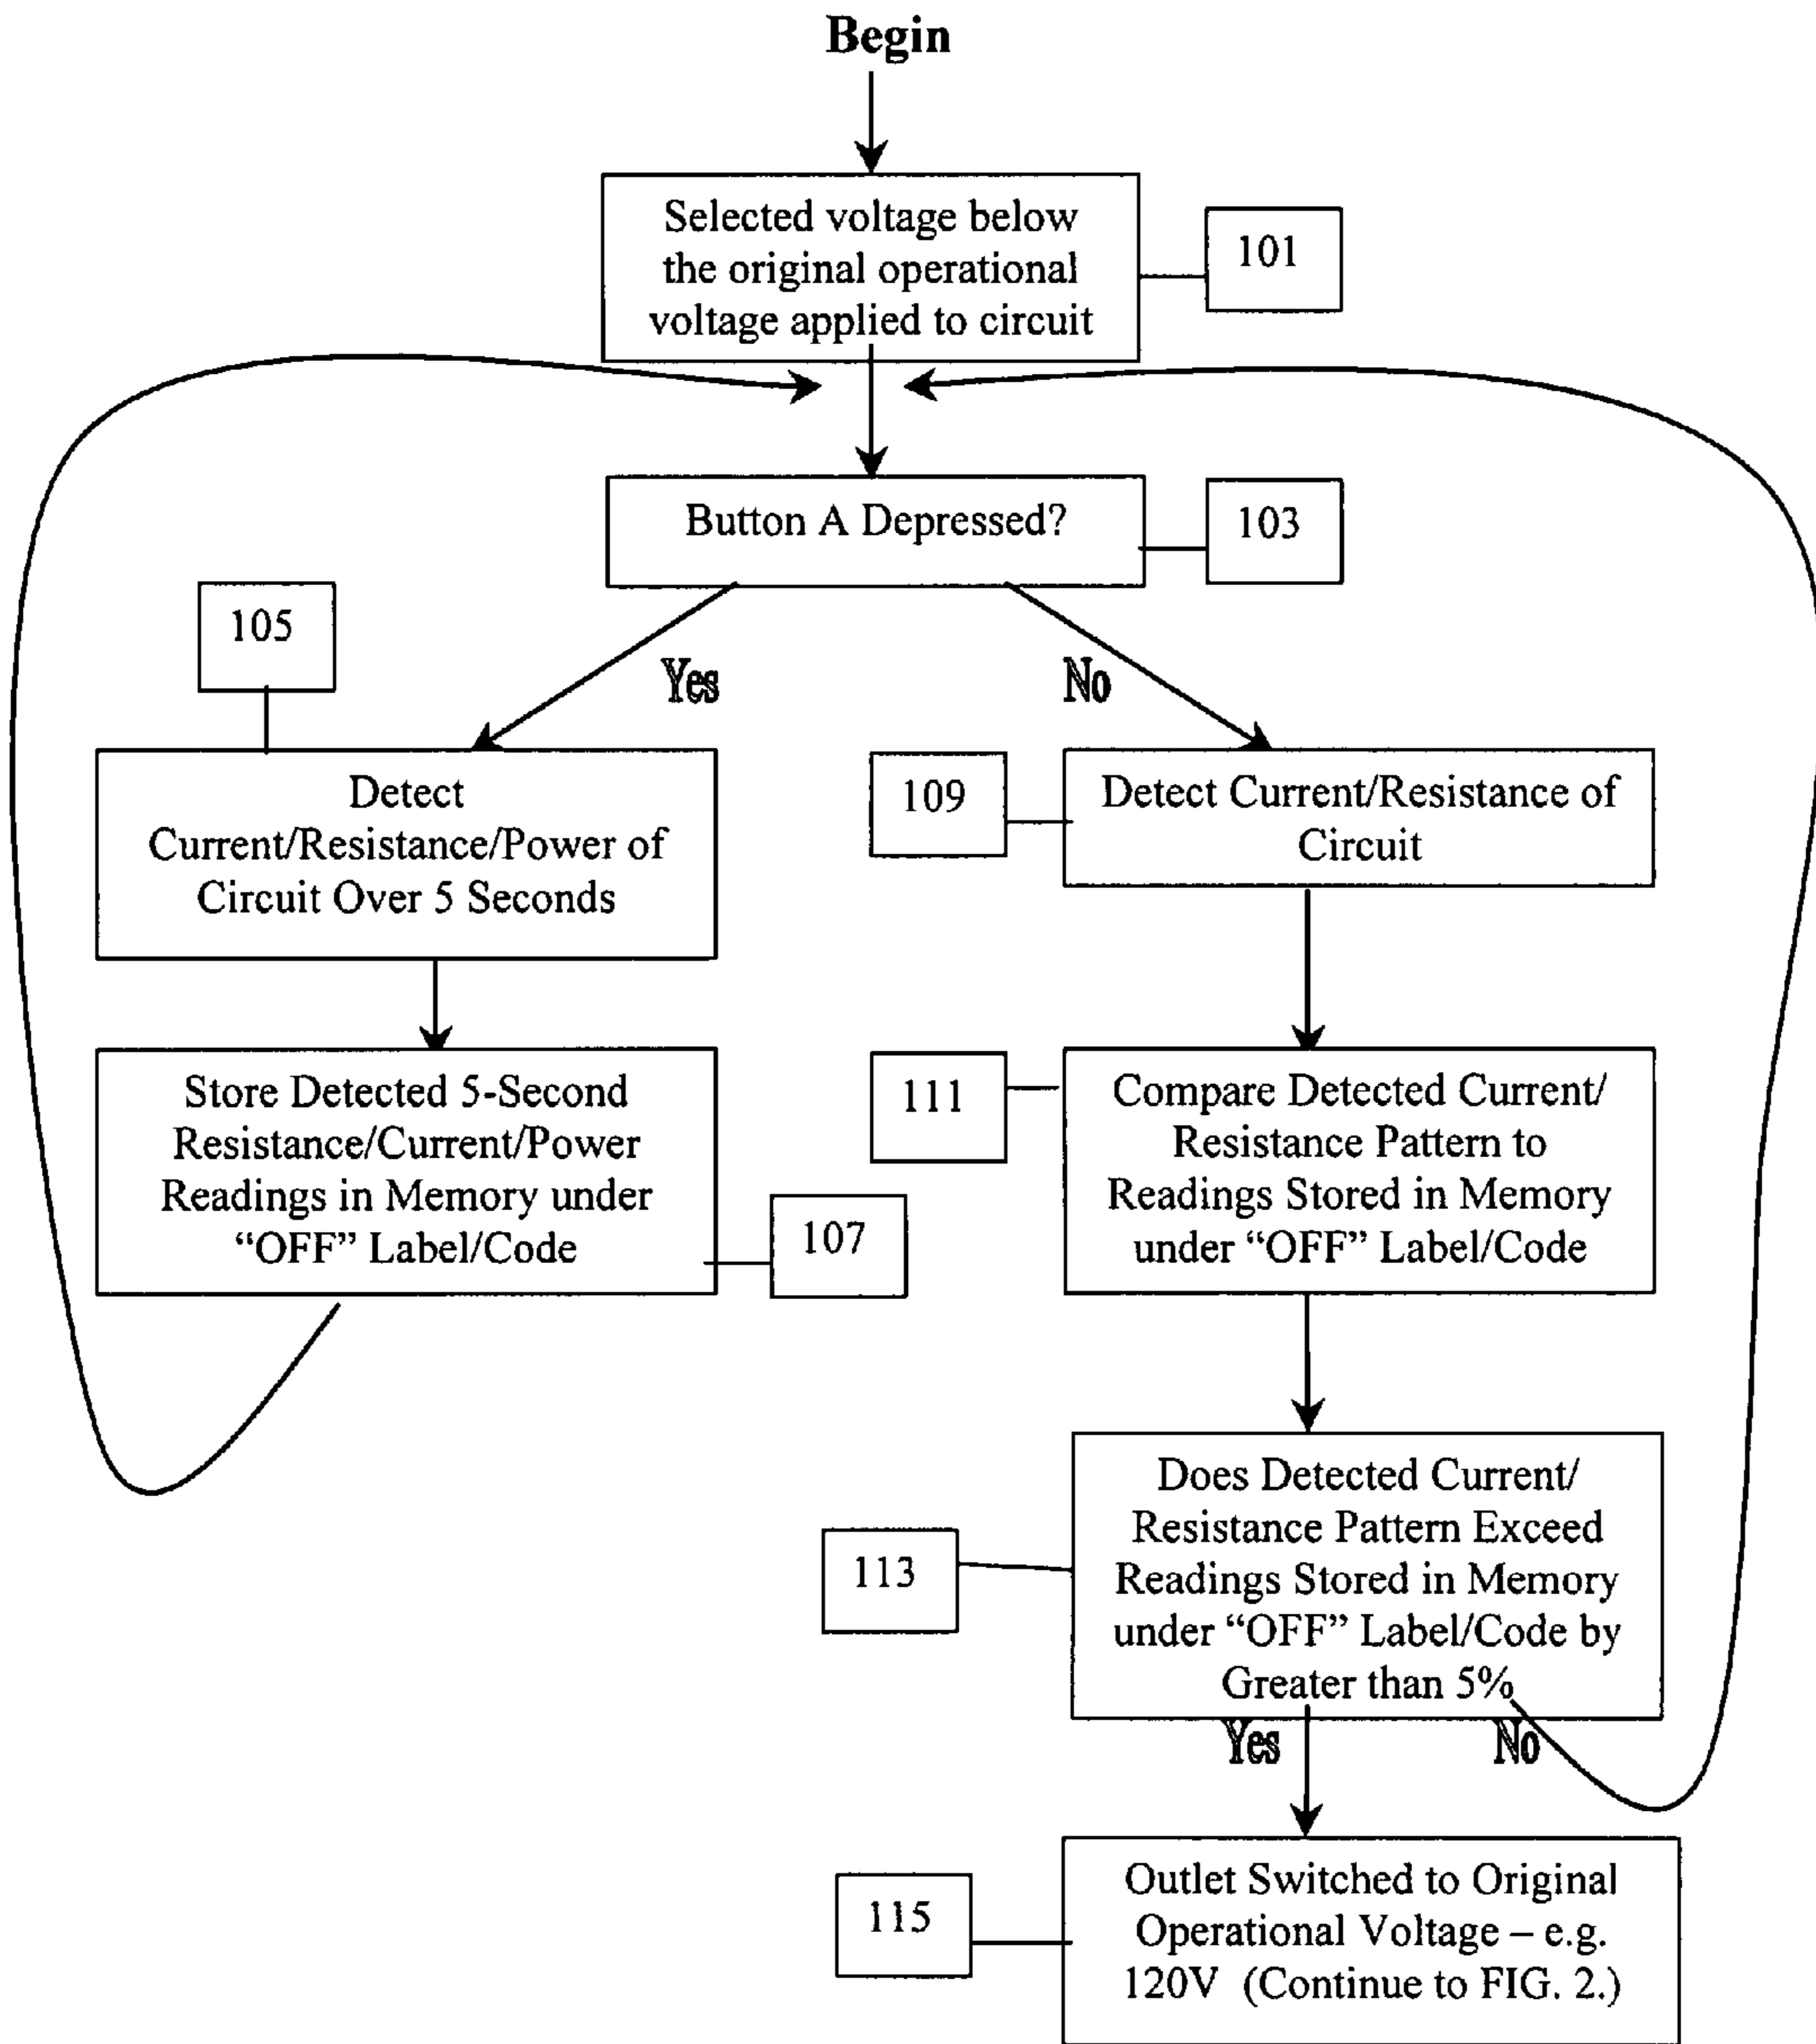 Begin
Selected voltage below
the original operational
voltage applied to circuit
101
Button A Depressed?
103
105
Yes
No
Detect
Current/Resistance/Power of
Circuit Over 5 Seconds
109
Detect Current/Resistance of
Circuit
Store Detected 5-Second
Resistance/Current/Power
Readings in Memory under
“OFF” Label/Code
107
111
Compare Detected Current/
Resistance Pattern to
Readings Stored in Memory
under “OFF” Label/Code
113
Does Detected Current/
Resistance Pattern Exceed
Readings Stored in Memory
under “OFF” Label/Code by
Greater than 5%
Yes
No
115
Outlet Switched to Original
Operational Voltage – e.g.
120V (Continue to FIG. 2.)